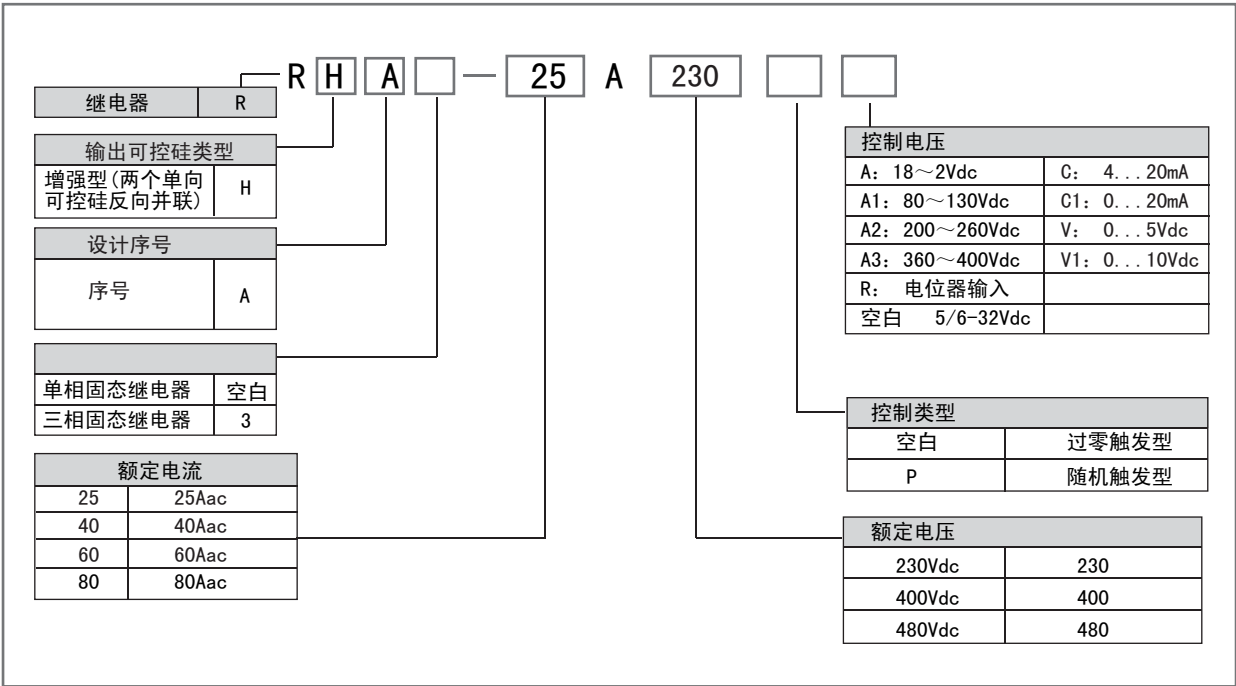 R H A — 25 A 230
继电器 R
输出可控硅类型
增强型(两个单向
可控硅反向并联) H
设计序号
序号 A
单相固态继电器 空白
三相固态继电器 3
额定电流
25 25Aac
40 40Aac
60 60Aac
80 80Aac
控制电压
A: 18～2Vdc C: 4...20mA
A1: 80～130Vdc C1: 0...20mA
A2: 200～260Vdc V: 0...5Vdc
A3: 360～400Vdc V1: 0...10Vdc
R: 电位器输入
空白 5/6-32Vdc
控制类型
空白 过零触发型
P 随机触发型
额定电压
230Vdc 230
400Vdc 400
480Vdc 480